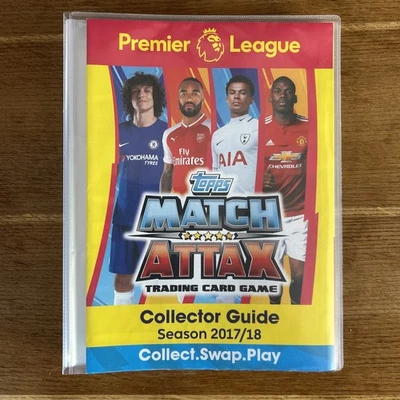 Premier League
YOKOHAMA
TYRES
Fly
Emirates
AIA
CHEVROLET
Topps
MATCH
ATTAX
TRADING CARD GAME
Collector Guide
Season 2017/18
Collect.Swap.Play